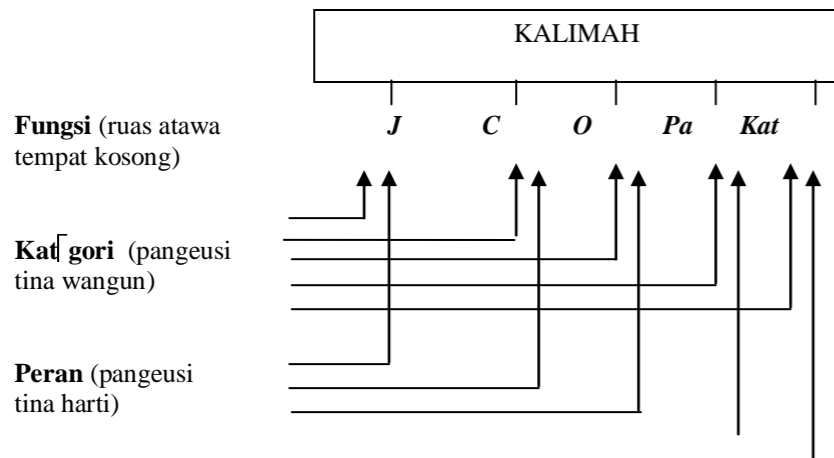 KALIMAH
Fungsi (ruas atawa
tempat kosong)
J C O Pa Kat
Kat⌈gori (pangeusi
tina wangun)
Peran (pangeusi
tina harti)